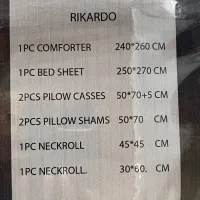 RIKARDO
1PC COMFORTER 240*260 CM
1PC BED SHEET 250*270 CM
2PCS PILOW CASSES 50*70+5 CM
2PCS PILLOW SHAMS 50*70 CM
1PC NECKROLL 45*45 CM
1PC NECKROLL. 30*60. CM